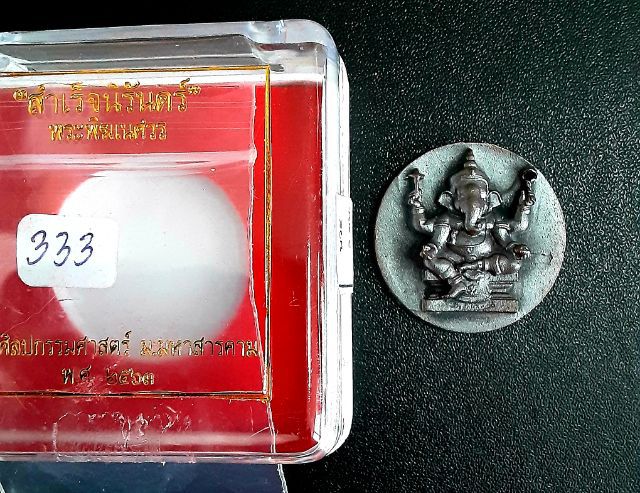 "สำเร็จนิรันดร์"
พระพิฆเนศวร
333
ศิลปกรรมศาสตร์ ม.มหาสารคาม
พ.ศ. ๒๕๖๓